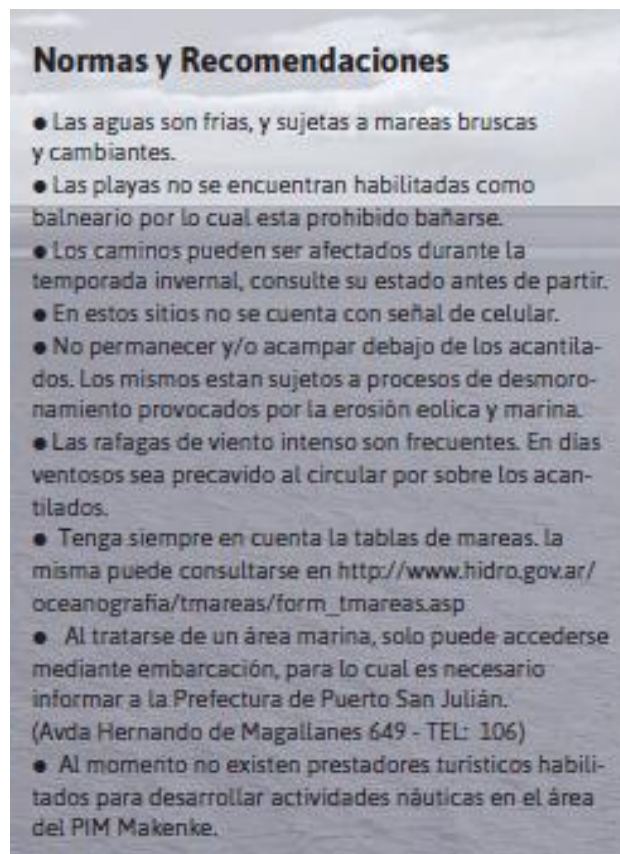 Normas y Recomendaciones
● Las aguas son frias, y sujetas a mareas bruscas
y cambiantes.
● Las playas no se encuentran habilitadas como
balneario por lo cual esta prohibido bañarse.
● Los caminos pueden ser afectados durante la
temporada invernal, consulte su estado antes de partir.
● En estos sitios no se cuenta con señal de celular.
● No permanecer y/o acampar debajo de los acantila-
dos. Los mismos estan sujetos a procesos de desmoro-
namiento provocados por la erosión eolica y marina.
● Las rafagas de viento intenso son frecuentes. En dias
ventosos sea precavido al circular por sobre los acan-
tilados.
● Tenga siempre en cuenta la tablas de mareas. la
misma puede consultarse en http://www.hidro.gov.ar/
oceanografia/tmareas/form_tmareas.asp
● Al tratarse de un área marina, solo puede accederse
mediante embarcación, para lo cual es necesario
informar a la Prefectura de Puerto San Julián.
(Avda Hernando de Magallanes 649 - TEL: 106)
● Al momento no existen prestadores turisticos habili-
tados para desarrollar actividades náuticas en el área
del PIM Makenke.